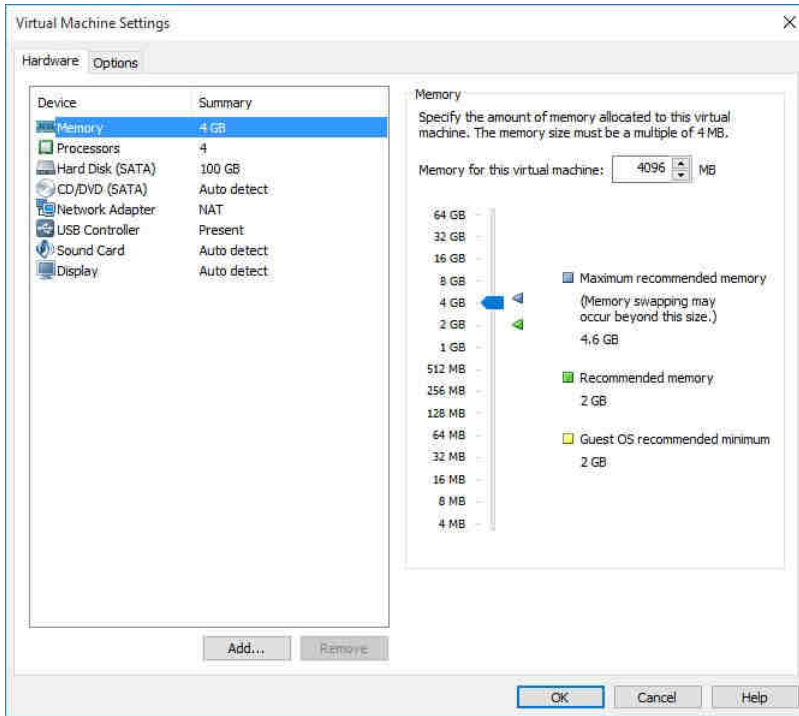 Virtual Machine Settings
Hardware Options
Device Summary
Memory 4 GB
Processors 4
Hard Disk (SATA) 100 GB
CD/DVD (SATA) Auto detect
Network Adapter NAT
USB Controller Present
Sound Card Auto detect
Display Auto detect
Add... Remove
Memory
Specify the amount of memory allocated to this virtual
machine. The memory size must be a multiple of 4 MB.
Memory for this virtual machine: 4096 MB
64 GB
32 GB
16 GB
8 GB
4 GB
2 GB
1 GB
512 MB
256 MB
128 MB
64 MB
32 MB
16 MB
8 MB
4 MB
Maximum recommended memory
(Memory swapping may
occur beyond this size.)
4.6 GB
Recommended memory
2 GB
Guest OS recommended minimum
2 GB
OK Cancel Help